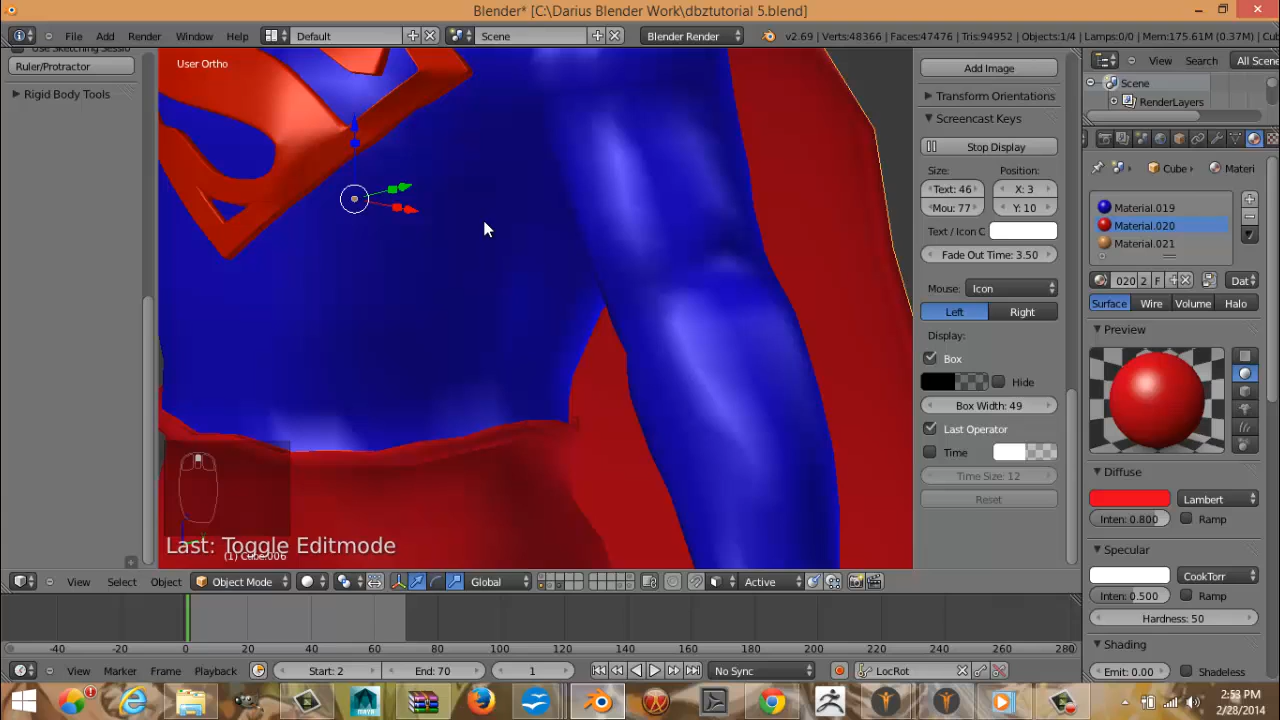 Blender* [C:\Darius Blender Work\dbztutorial 5.blend]
File Add Render Window Help Default Scene Blender Render v2.69 | Verts:48366 | Faces:47476 | Tris:94952 | Objects:1/4 | Lamps:0/0 | Mem:175.61M (0.37M) |
Use Sketching Sessio
Ruler/Protractor
Rigid Body Tools
User Ortho
Last: Toggle Editmode
(1) Cube.006
Add Image
Transform Orientations
Screencast Keys
Stop Display
Size: Position:
Text: 46 X: 3
Mou: 77 Y: 10
Text / Icon C
Fade Out Time: 3.50
Mouse: Icon
Left Right
Display:
Box
Hide
Box Width: 49
Last Operator
Time
Time Size: 12
Reset
View Search All Scene
Scene
RenderLayers
Cube Materi
Material.019
Material.020
Material.021
020 2 F Dat
Surface Wire Volume Halo
Preview
Diffuse
Lambert
Inten: 0.800 Ramp
Specular
CookTorr
Inten: 0.500 Ramp
Hardness: 50
Shading
Emit: 0.00 Shadeless
View Select Object Object Mode Global Active
-40 -20 0 20 40 60 80 100 120 140 160 180 200 220 240 260 280
View Marker Frame Playback Start: 2 End: 70 1 No Sync LocRot
2:53 PM
2/28/2014